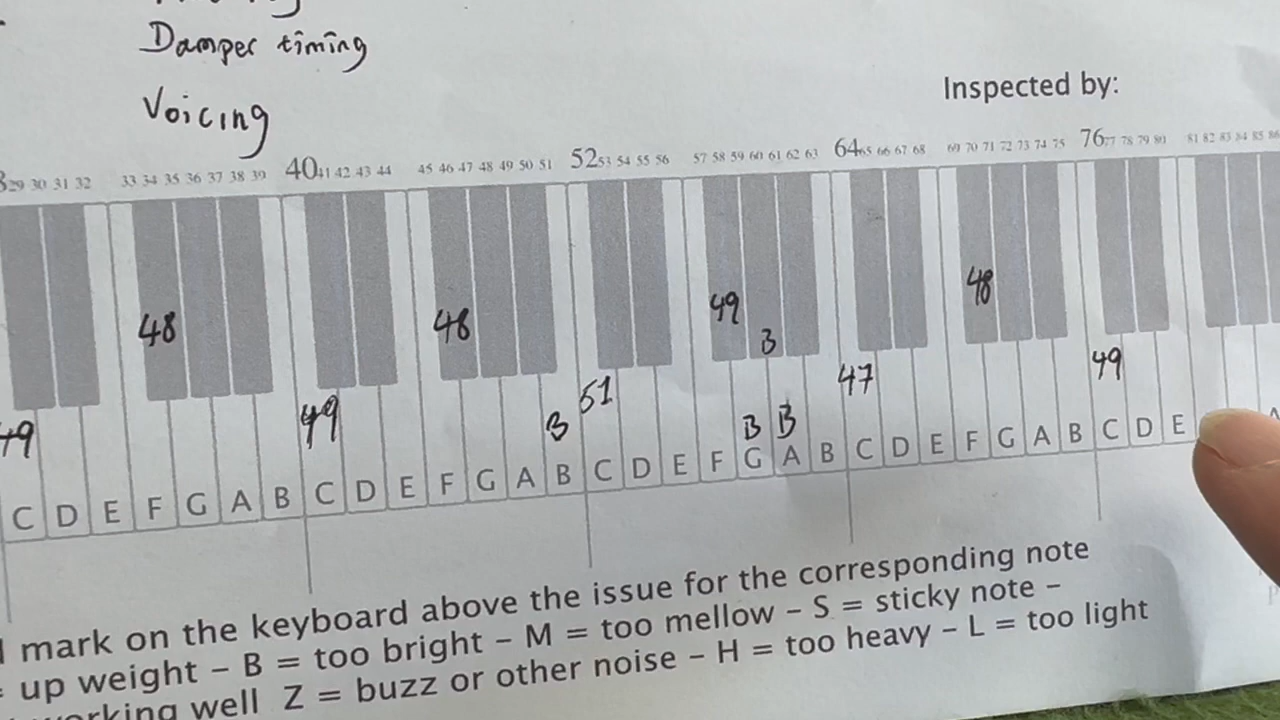 Damper timing
Voicing
Inspected by:
29 30 31 32 33 34 35 36 37 38 39 40 41 42 43 44 45 46 47 48 49 50 51 52 53 54 55 56 57 58 59 60 61 62 63 64 65 66 67 68 69 70 71 72 73 74 75 76 77 78 79 80 81 82 83 84 85 86
48 48 49 48
B
49 49 B 51 B B 47 49
C D E F G A B C D E F G A B C D E F G A B C D E F G A B C D E A
mark on the keyboard above the issue for the corresponding note
up weight – B = too bright – M = too mellow – S = sticky note –
working well Z = buzz or other noise – H = too heavy – L = too light